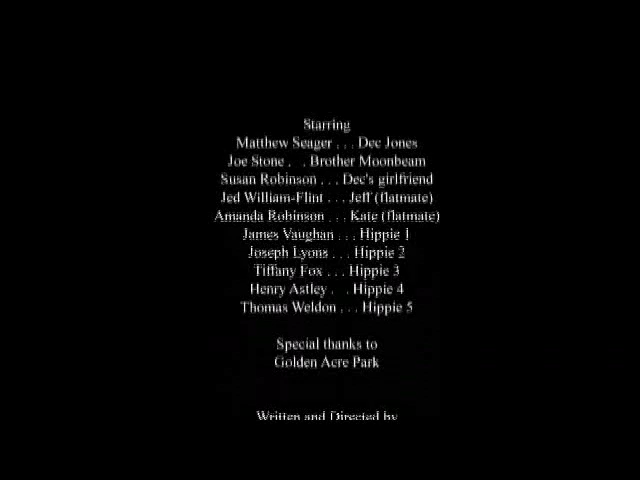 Starring
Matthew Seager . . . Dec Jones
Joe Stone . . Brother Moonbeam
Susan Robinson . . . Dec's girlfriend
Jed William-Flint . . . Jeff (flatmate)
Amanda Robinson . . . Kate (flatmate)
James Vaughan . . . Hippie 1
Joseph Lyons . . . Hippie 2
Tiffany Fox . . . Hippie 3
Henry Astley . . Hippie 4
Thomas Weldon . . . Hippie 5
Special thanks to
Golden Acre Park
Written and Directed by